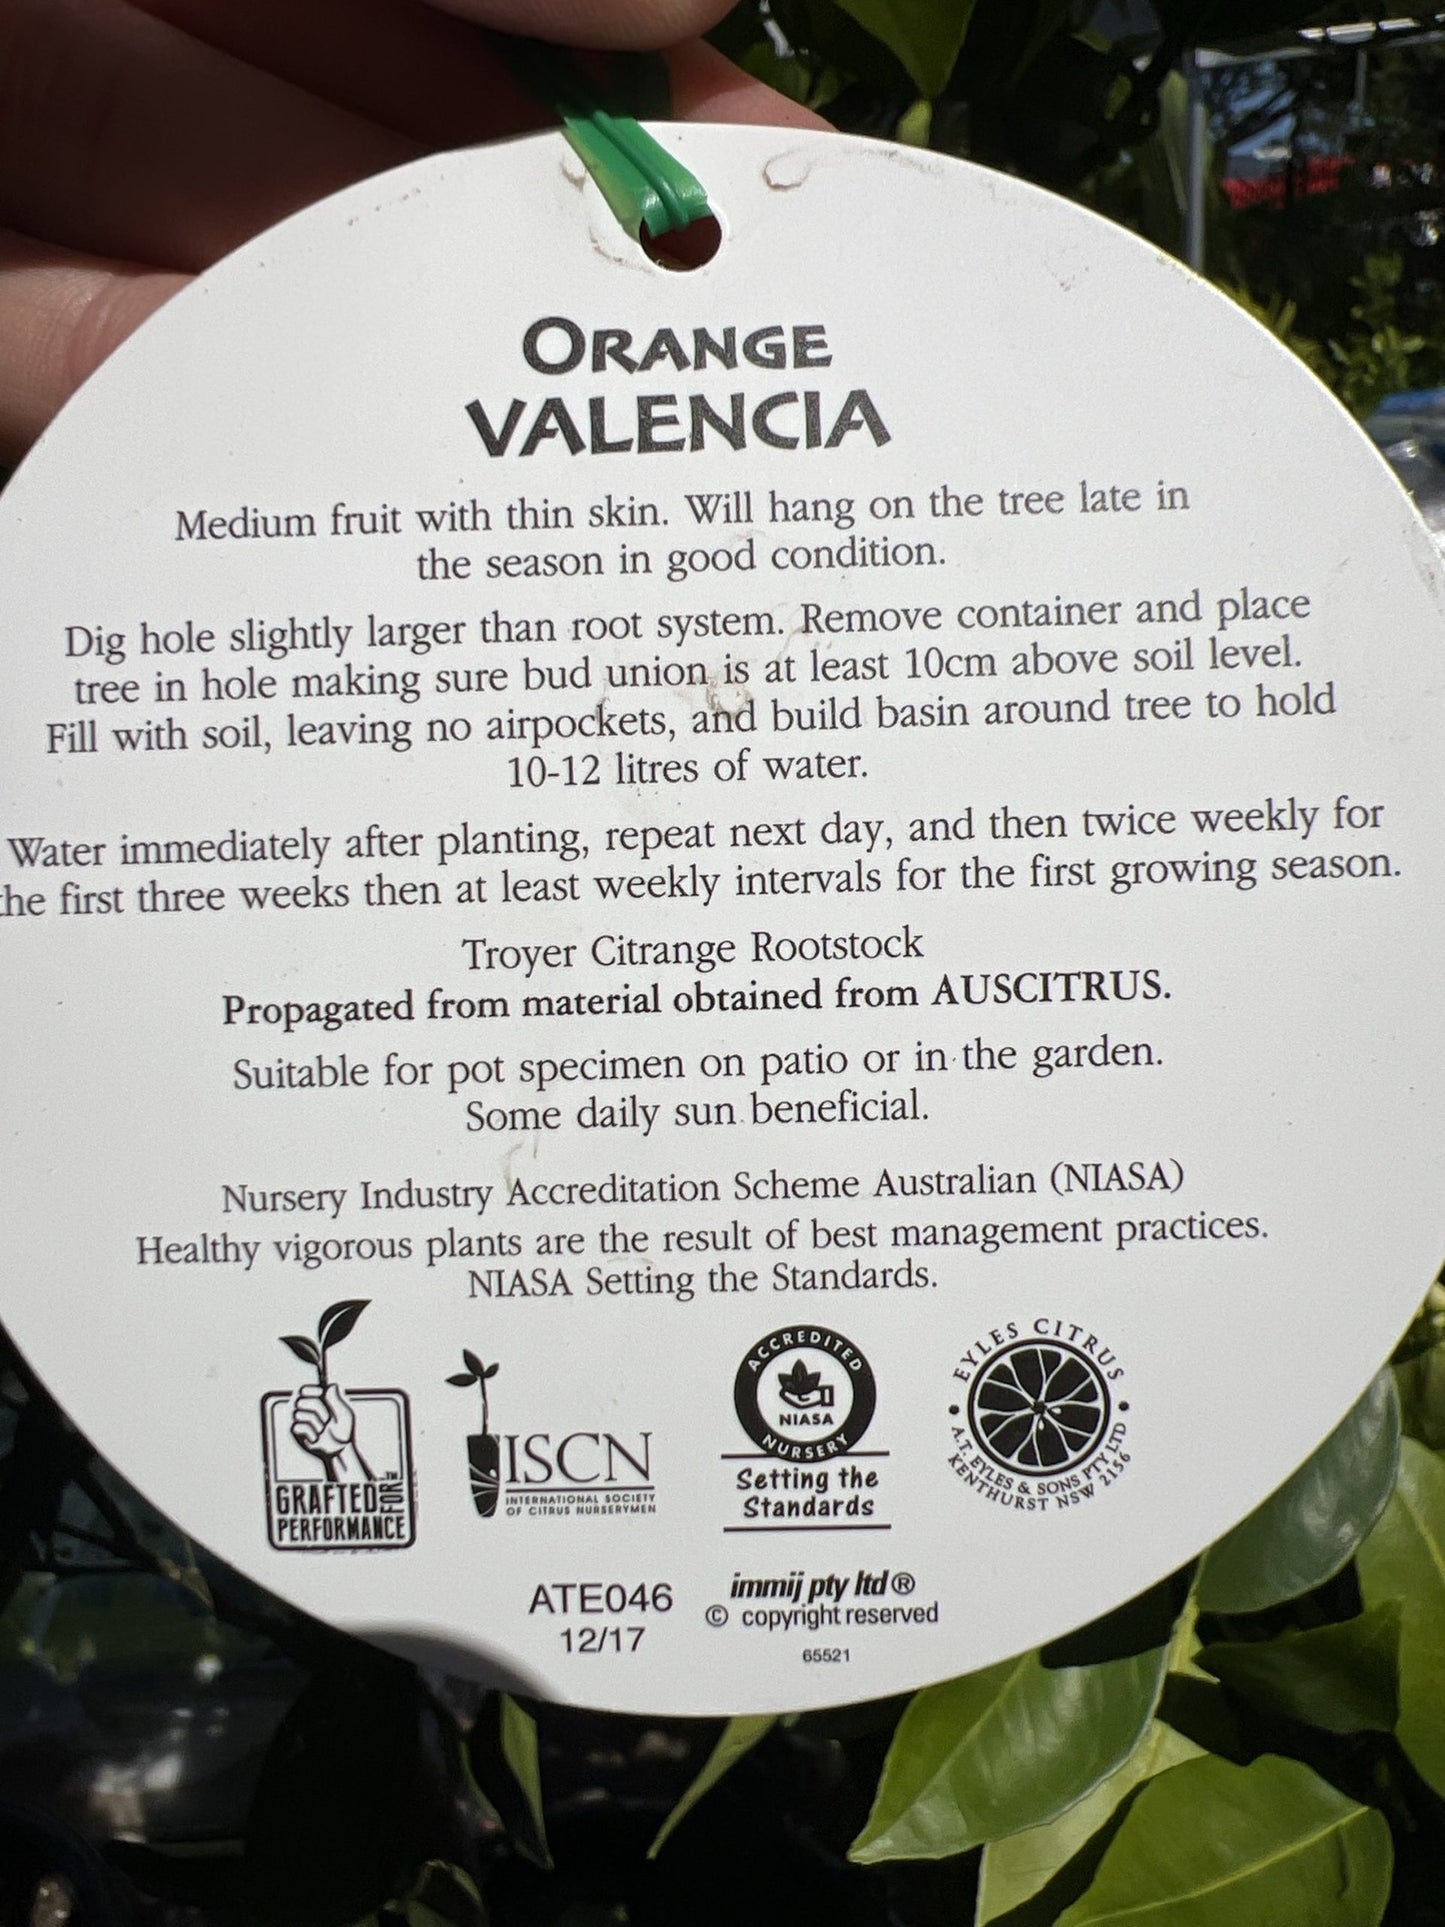 ORANGE
VALENCIA
Medium fruit with thin skin. Will hang on the tree late in
the season in good condition.
Dig hole slightly larger than root system. Remove container and place
tree in hole making sure bud union is at least 10cm above soil level.
Fill with soil, leaving no airpockets, and build basin around tree to hold
10-12 litres of water.
Water immediately after planting, repeat next day, and then twice weekly for
the first three weeks then at least weekly intervals for the first growing season.
Troyer Citrange Rootstock
Propagated from material obtained from AUSCITRUS.
Suitable for pot specimen on patio or in the garden.
Some daily sun beneficial.
Nursery Industry Accreditation Scheme Australian (NIASA)
Healthy vigorous plants are the result of best management practices.
NIASA Setting the Standards.
GRAFTED FOR™
PERFORMANCE
ISCN
INTERNATIONAL SOCIETY
OF CITRUS NURSERYMEN
ACCREDITED
NIASA
NURSERY
Setting the
Standards
EYLES CITRUS
• A.T. EYLES & SONS PTY LTD •
KENTHURST NSW 2156
ATE046
12/17
immij pty ltd ®
© copyright reserved
65521